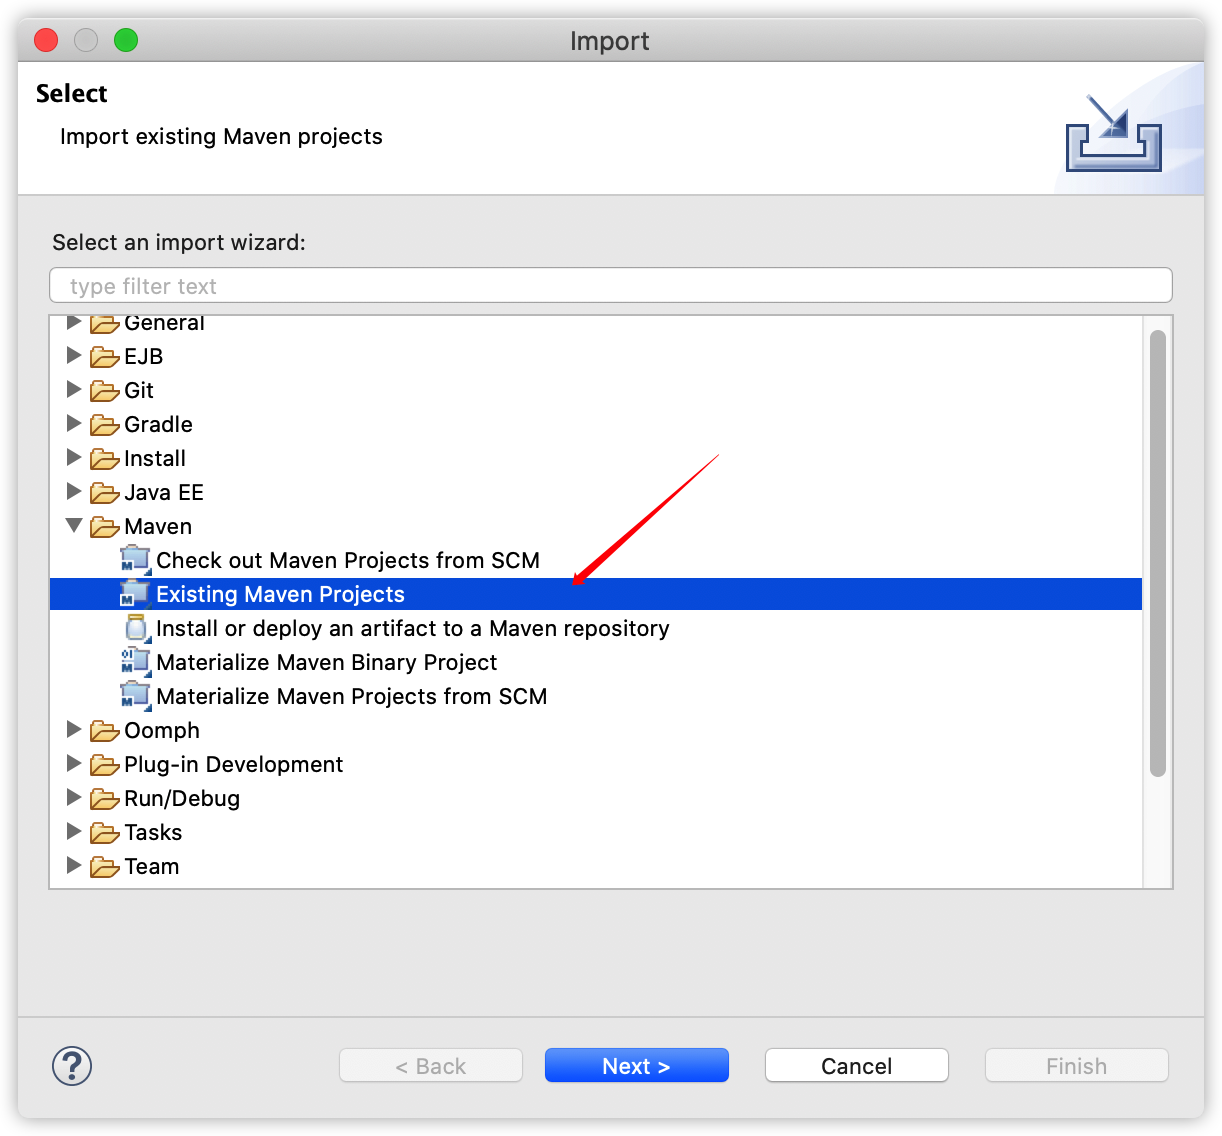 Import
Select
Import existing Maven projects
Select an import wizard:
type filter text
General
EJB
Git
Gradle
Install
Java EE
Maven
Check out Maven Projects from SCM
Existing Maven Projects
Install or deploy an artifact to a Maven repository
Materialize Maven Binary Project
Materialize Maven Projects from SCM
Oomph
Plug-in Development
Run/Debug
Tasks
Team
? < Back Next > Cancel Finish